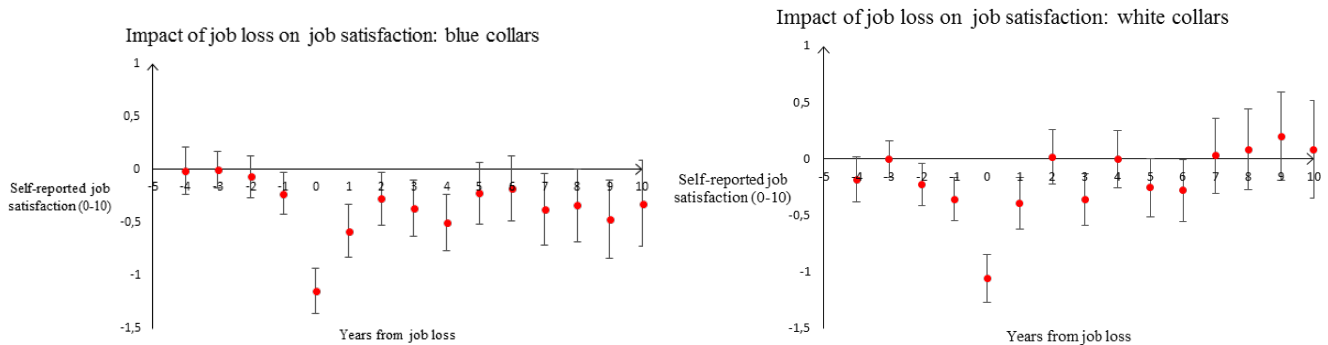 Impact of job loss on job satisfaction: blue collars
1
0,5
0
-0,5
-1
-1,5
-5 -4 -3 -2 -1 0 1 2 3 4 5 6 7 8 9 10
Self-reported job
satisfaction (0-10)
Years from job loss
Impact of job loss on job satisfaction: white collars
1
0,5
0
-0,5
-1
-1,5
-5 -4 -3 -2 -1 0 1 2 3 4 5 6 7 8 9 10
Self-reported job
satisfaction (0-10)
Years from job loss